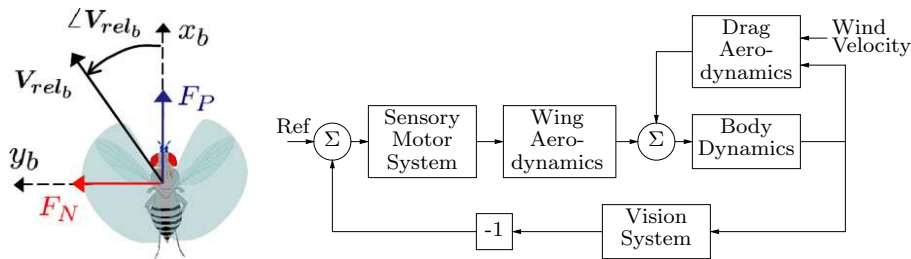 ∠V_rel_b
x_b
V_rel_b
F_P
y_b
F_N
Drag
Aero-
dynamics
Wind
Velocity
Ref
Σ
Sensory
Motor
System
Wing
Aero-
dynamics
Σ
Body
Dynamics
-1
Vision
System